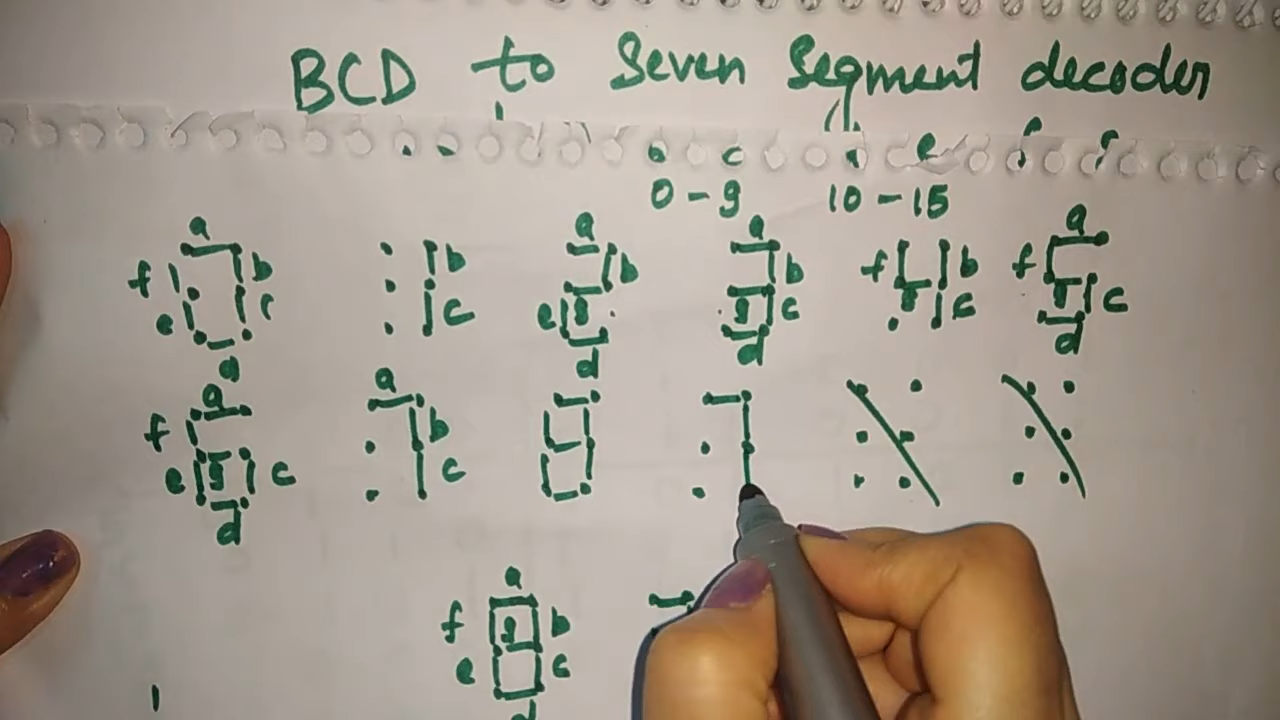 BCD to Seven Segment decoder
0 - 9 10 - 15
a a a a
f b b b b f b f
c c e g g c g c g c
e d d d d
a a
f b
e g c c
d
a
f g b
e c
d